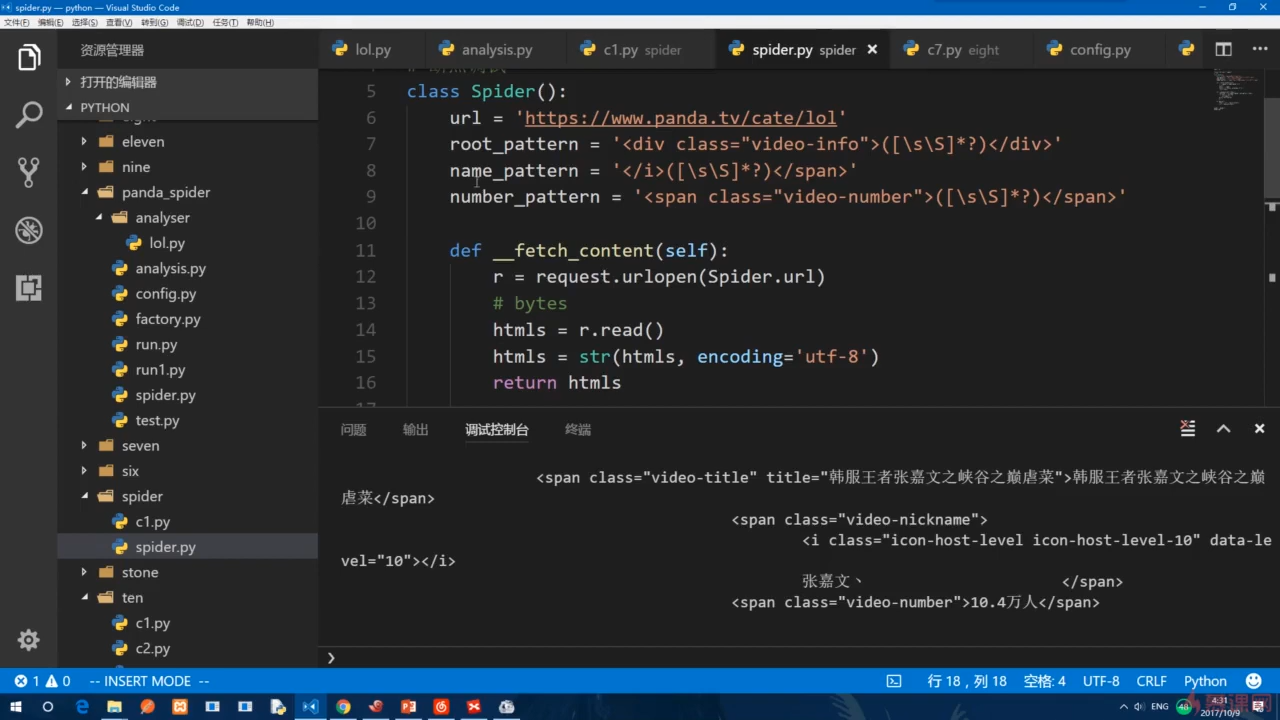 spider.py — python — Visual Studio Code
文件(F) 编辑(E) 选择(S) 查看(V) 转到(G) 调试(D) 任务(T) 帮助(H)
资源管理器
lol.py analysis.py c1.py spider spider.py spider c7.py eight config.py
打开的编辑器
PYTHON
eleven
nine
panda_spider
analyser
lol.py
analysis.py
config.py
factory.py
run.py
run1.py
spider.py
test.py
seven
six
spider
c1.py
spider.py
stone
ten
c1.py
c2.py
5 class Spider():
6 url = 'https://www.panda.tv/cate/lol'
7 root_pattern = '<div class="video-info">([\s\S]*?)</div>'
8 name_pattern = '</i>([\s\S]*?)</span>'
9 number_pattern = '<span class="video-number">([\s\S]*?)</span>'
10
11 def __fetch_content(self):
12 r = request.urlopen(Spider.url)
13 # bytes
14 htmls = r.read()
15 htmls = str(htmls, encoding='utf-8')
16 return htmls
问题 输出 调试控制台 终端
<span class="video-title" title="韩服王者张嘉文之峡谷之巅虐菜">韩服王者张嘉文之峡谷之巅
虐菜</span>
<span class="video-nickname">
<i class="icon-host-level icon-host-level-10" data-le
vel="10"></i>
张嘉文丶 </span>
<span class="video-number">10.4万人</span>
1 0 -- INSERT MODE -- 行 18，列 18 空格: 4 UTF-8 CRLF Python
ENG 48 4:31
2017/10/9